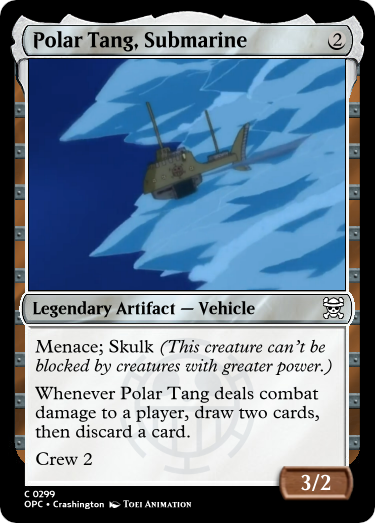 Polar Tang, Submarine 2
Legendary Artifact — Vehicle
Menace; Skulk (This creature can't be
blocked by creatures with greater power.)
Whenever Polar Tang deals combat
damage to a player, draw two cards,
then discard a card.
Crew 2
3/2
C 0299
OPC • Crashington Toei Animation